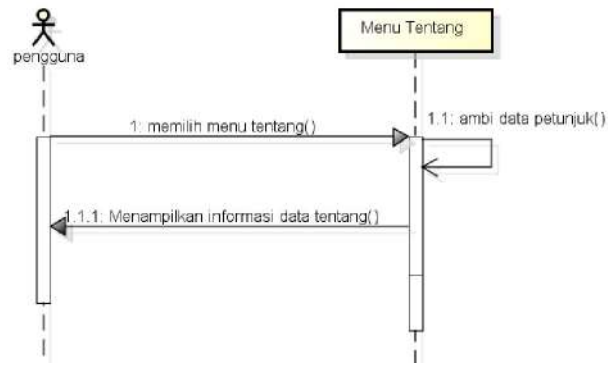 Menu Tentang
pengguna
1: memilih menu tentang()
1.1: ambi data petunjuk()
1.1.1: Menampilkan informasi data tentang()